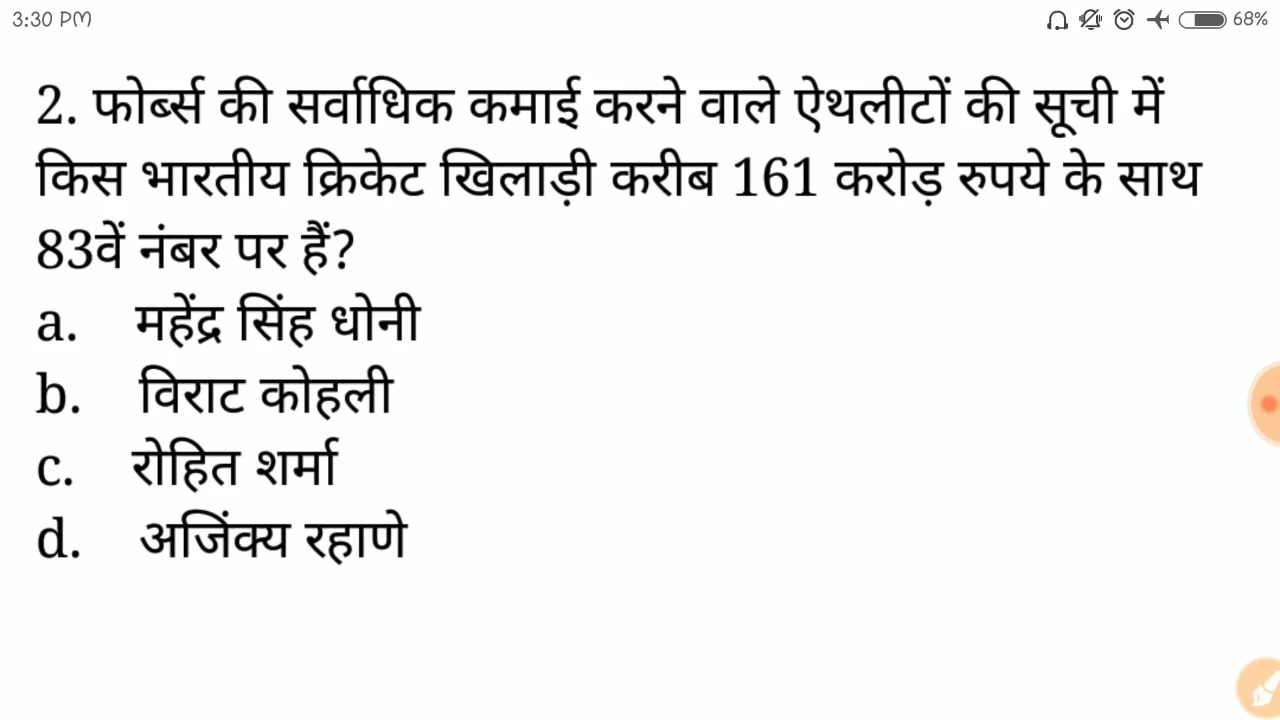 3:30 PM
68%
2. फोर्ब्स की सर्वाधिक कमाई करने वाले ऐथलीटों की सूची में
किस भारतीय क्रिकेट खिलाड़ी करीब 161 करोड़ रुपये के साथ
83वें नंबर पर हैं?
a. महेंद्र सिंह धोनी
b. विराट कोहली
c. रोहित शर्मा
d. अजिंक्य रहाणे